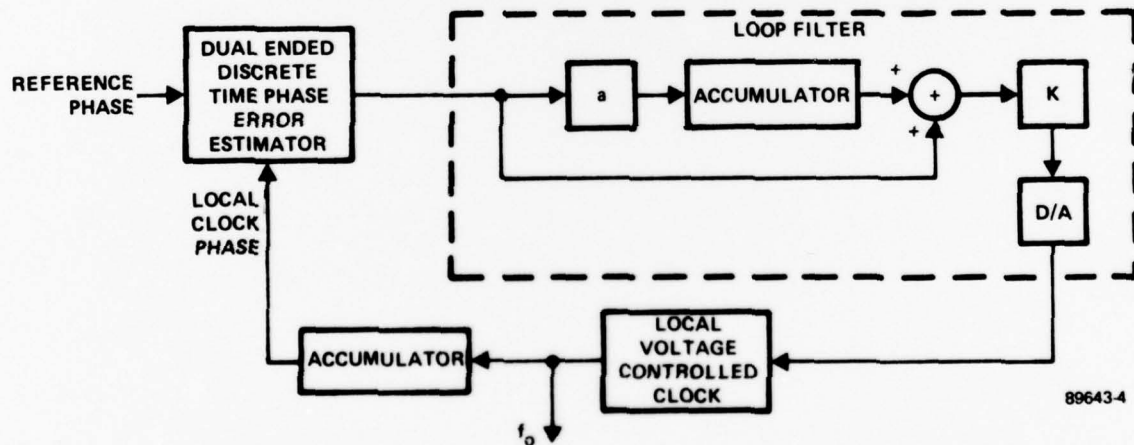 LOOP FILTER
REFERENCE
PHASE
DUAL ENDED
DISCRETE
TIME PHASE
ERROR
ESTIMATOR
a
ACCUMULATOR
+
+
+
K
D/A
LOCAL
CLOCK
PHASE
ACCUMULATOR
LOCAL
VOLTAGE
CONTROLLED
CLOCK
fo
89643-4